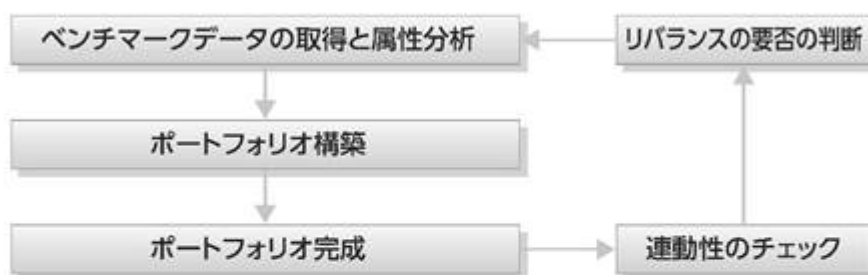 ベンチマークデータの取得と属性分析
リバランスの要否の判断
ポートフォリオ構築
ポートフォリオ完成
連動性のチェック